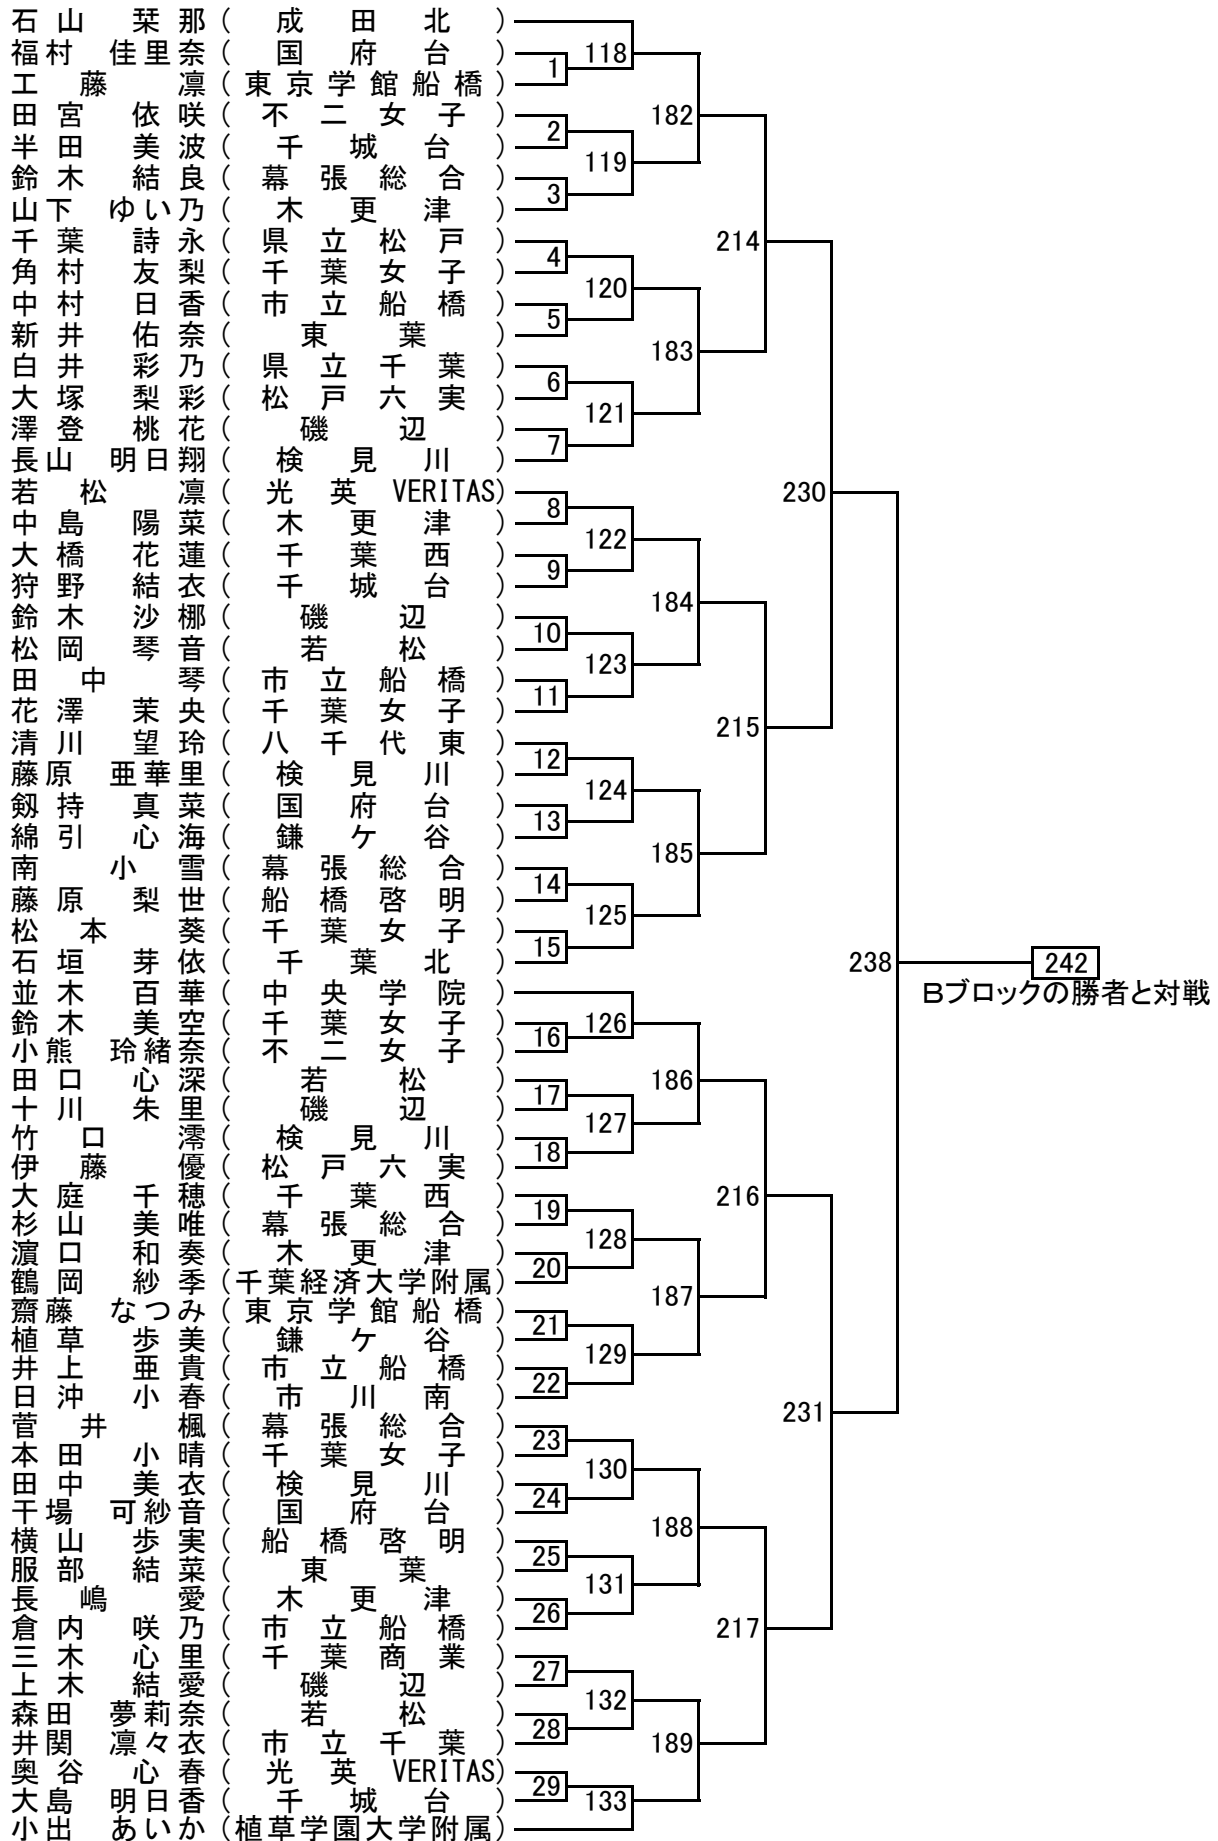 石山 栞那 (成田北)
福村 佳里奈 (国府台)
工藤 凛 (東京学館船橋)
田宮 依咲 (不二女子)
半田 美波 (千城台)
鈴木 結良 (幕張総合)
山下 ゆい乃 (木更津)
千葉 詩永 (県立松戸)
角村 友梨 (千葉女子)
中村 日香 (市立船橋)
新井 佑奈 (東葉)
白井 彩乃 (県立千葉)
大塚 梨彩 (松戸六実)
澤登 桃花 (磯辺)
長山 明日翔 (検見川)
若松 凛 (光英VERITAS)
中島 陽菜 (木更津)
大橋 花蓮 (千葉西)
狩野 結衣 (千城台)
鈴木 沙梛 (磯辺)
松岡 琴音 (若松)
田中 琴 (市立船橋)
花澤 茉央 (千葉女子)
清川 望玲 (八千代東)
藤原 亜華里 (検見川)
剱持 真菜 (国府台)
綿引 心海 (鎌ケ谷)
南 小雪 (幕張総合)
藤原 梨世 (船橋啓明)
松本 葵 (千葉女子)
石垣 芽依 (千葉北)
並木 百華 (中央学院)
鈴木 美空 (千葉女子)
小熊 玲緒奈 (不二女子)
田口 心深 (若松)
十川 朱里 (磯辺)
竹口 澪 (検見川)
伊藤 優 (松戸六実)
大庭 千穂 (千葉西)
杉山 美唯 (幕張総合)
濵口 和奏 (木更津)
鶴岡 紗季 (千葉経済大学附属)
齋藤 なつみ (東京学館船橋)
植草 歩美 (鎌ケ谷)
井上 亜貴 (市立船橋)
日沖 小春 (市川南)
菅井 楓 (幕張総合)
本田 小晴 (千葉女子)
田中 美衣 (検見川)
干場 可紗音 (国府台)
横山 歩実 (船橋啓明)
服部 結菜 (東葉)
長嶋 愛 (木更津)
倉内 咲乃 (市立船橋)
三木 心里 (千葉商業)
上木 結愛 (磯辺)
森田 夢莉奈 (若松)
井関 凛々衣 (市立千葉)
奥谷 心春 (光英VERITAS)
大島 明日香 (千城台)
小出 あいか (植草学園大学附属)
1
2
3
4
5
6
7
8
9
10
11
12
13
14
15
16
17
18
19
20
21
22
23
24
25
26
27
28
29
118
119
120
121
122
123
124
125
126
127
128
129
130
131
132
133
182
183
184
185
186
187
188
189
214
215
216
217
230
231
238
242
Bブロックの勝者と対戦